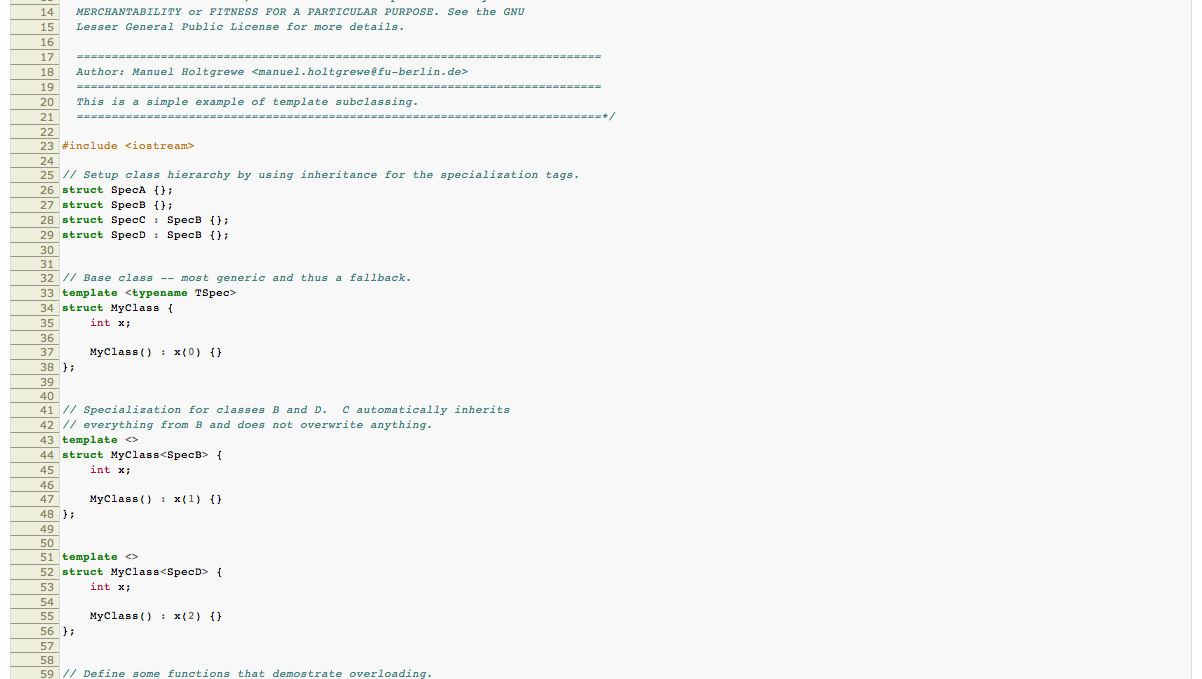 14 MERCHANTABILITY or FITNESS FOR A PARTICULAR PURPOSE. See the GNU
15 Lesser General Public License for more details.
16
17 ===========================================================================
18 Author: Manuel Holtgrewe <manuel.holtgrewe@fu-berlin.de>
19 ===========================================================================
20 This is a simple example of template subclassing.
21 ===========================================================================*/
22
23 #include <iostream>
24
25 // Setup class hierarchy by using inheritance for the specialization tags.
26 struct SpecA {};
27 struct SpecB {};
28 struct SpecC : SpecB {};
29 struct SpecD : SpecB {};
30
31
32 // Base class -- most generic and thus a fallback.
33 template <typename TSpec>
34 struct MyClass {
35     int x;
36
37     MyClass() : x(0) {}
38 };
39
40
41 // Specialization for classes B and D.  C automatically inherits
42 // everything from B and does not overwrite anything.
43 template <>
44 struct MyClass<SpecB> {
45     int x;
46
47     MyClass() : x(1) {}
48 };
49
50
51 template <>
52 struct MyClass<SpecD> {
53     int x;
54
55     MyClass() : x(2) {}
56 };
57
58
59 // Define some functions that demostrate overloading.